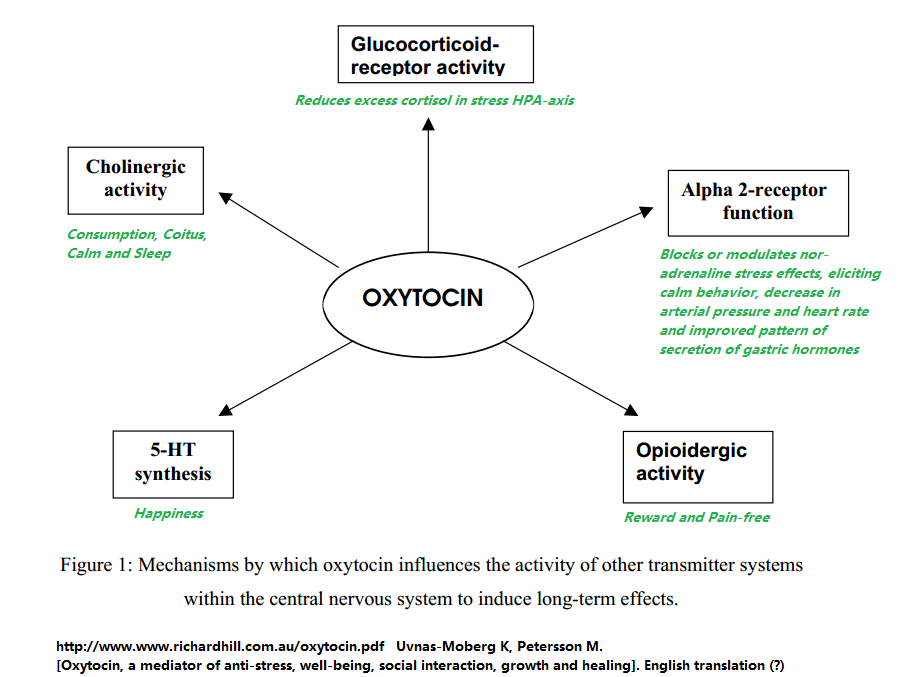 Glucocorticoid-
receptor activity
Reduces excess cortisol in stress HPA-axis
Cholinergic
activity
Consumption, Coitus,
Calm and Sleep
Alpha 2-receptor
function
Blocks or modulates nor-
adrenaline stress effects, eliciting
calm behavior, decrease in
arterial pressure and heart rate
and improved pattern of
secretion of gastric hormones
OXYTOCIN
5-HT
synthesis
Happiness
Opioidergic
activity
Reward and Pain-free
Figure 1: Mechanisms by which oxytocin influences the activity of other transmitter systems
within the central nervous system to induce long-term effects.
http://www.www.richardhill.com.au/oxytocin.pdf Uvnas-Moberg K, Petersson M.
[Oxytocin, a mediator of anti-stress, well-being, social interaction, growth and healing]. English translation (?)